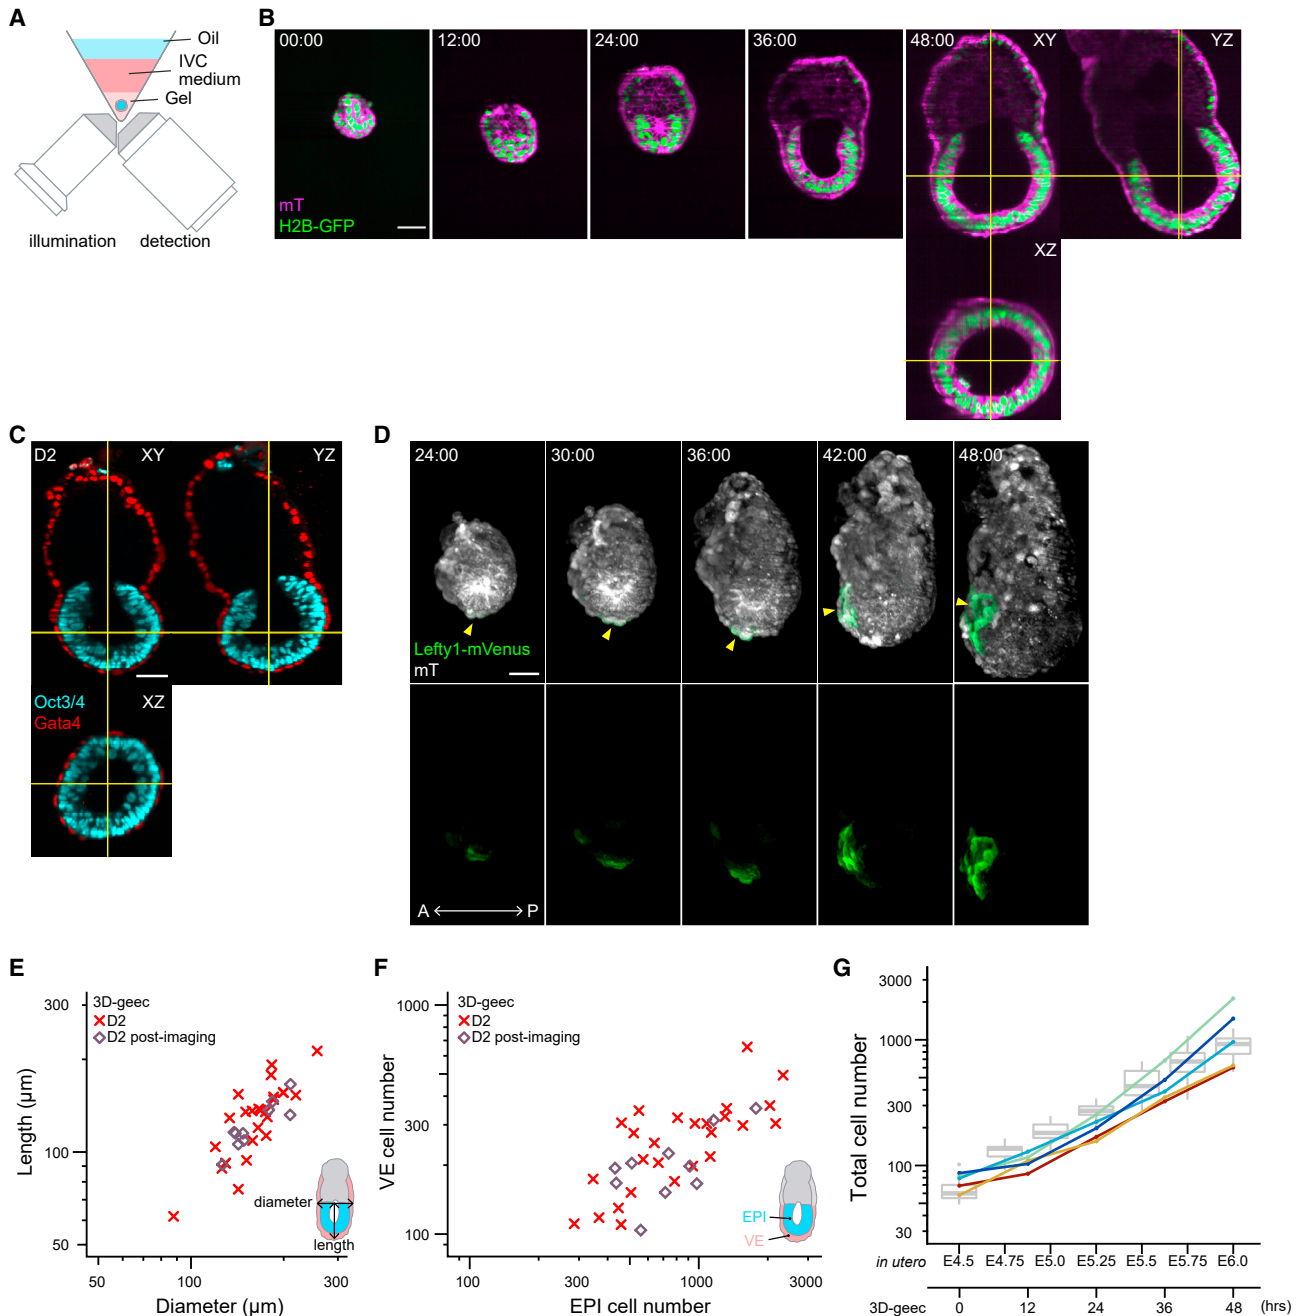 A
Oil
IVC
medium
Gel
illumination
detection
B
00:00
12:00
24:00
36:00
48:00
XY
YZ
mT
H2B-GFP
XZ
C
D2
XY
YZ
Oct3/4
Gata4
XZ
D
24:00
30:00
36:00
42:00
48:00
Lefty1-mVenus
mT
A
P
E
300
100
50
Length (µm)
3D-geec
D2
D2 post-imaging
diameter
length
50
100
300
Diameter (µm)
F
1000
300
100
VE cell number
3D-geec
D2
D2 post-imaging
EPI
VE
100
300
1000
3000
EPI cell number
G
3000
1000
300
100
30
Total cell number
in utero
E4.5
E4.75
E5.0
E5.25
E5.5
E5.75
E6.0
3D-geec
0
12
24
36
48
(hrs)